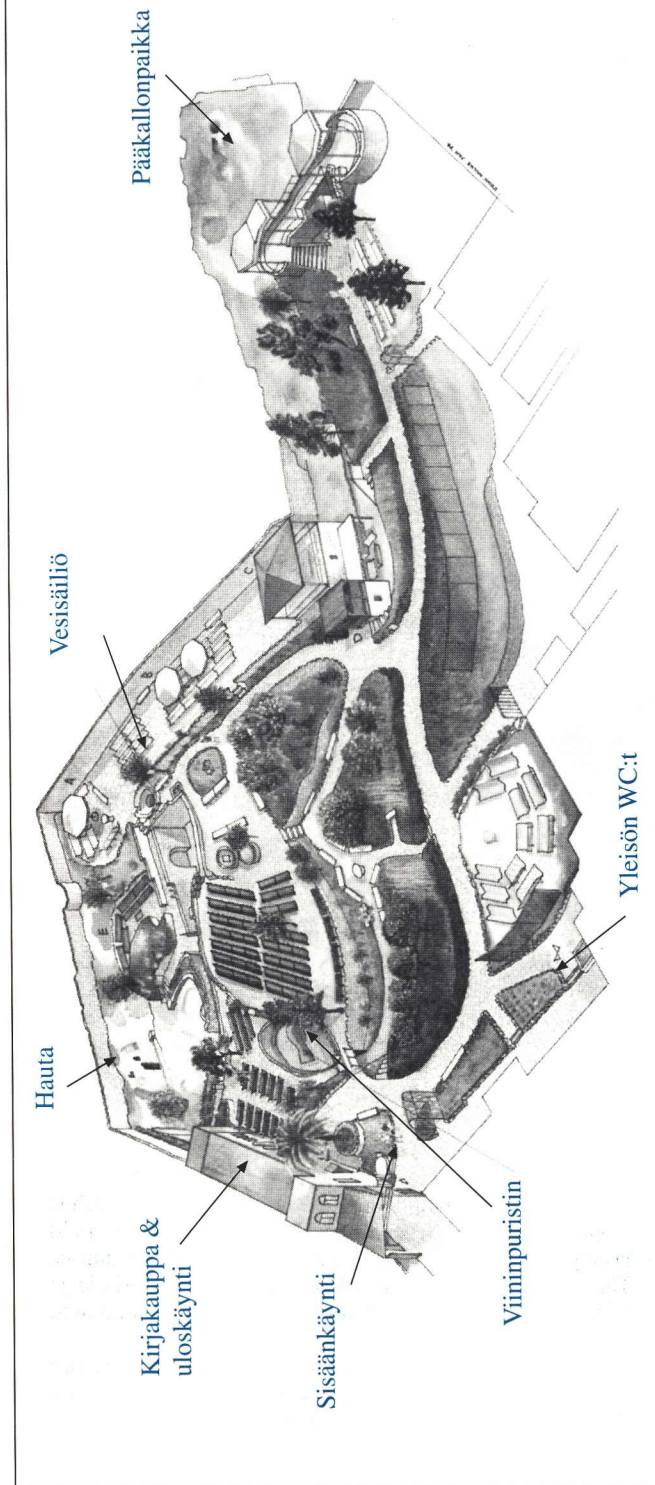 Pääkallonpaikka
Vesisäiliö
Hauta
Kirjakauppa &
uloskäynti
Sisäänkäynti
Viininpuristin
Yleisön WC:t
A
B
C
D
E